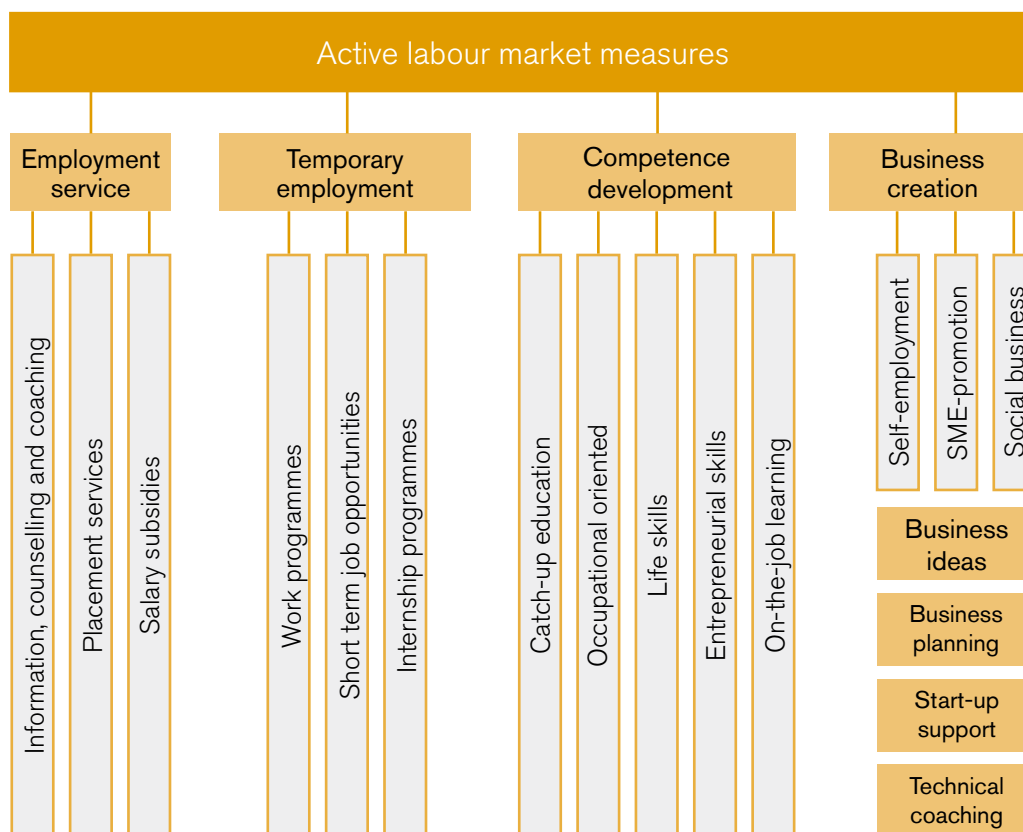 Active labour market measures
Employment
service
Temporary
employment
Competence
development
Business
creation
Information, counselling and coaching
Placement services
Salary subsidies
Work programmes
Short term job opportunities
Internship programmes
Catch-up education
Occupational oriented
Life skills
Entrepreneurial skills
On-the-job learning
Self-employment
SME-promotion
Social business
Business
ideas
Business
planning
Start-up
support
Technical
coaching